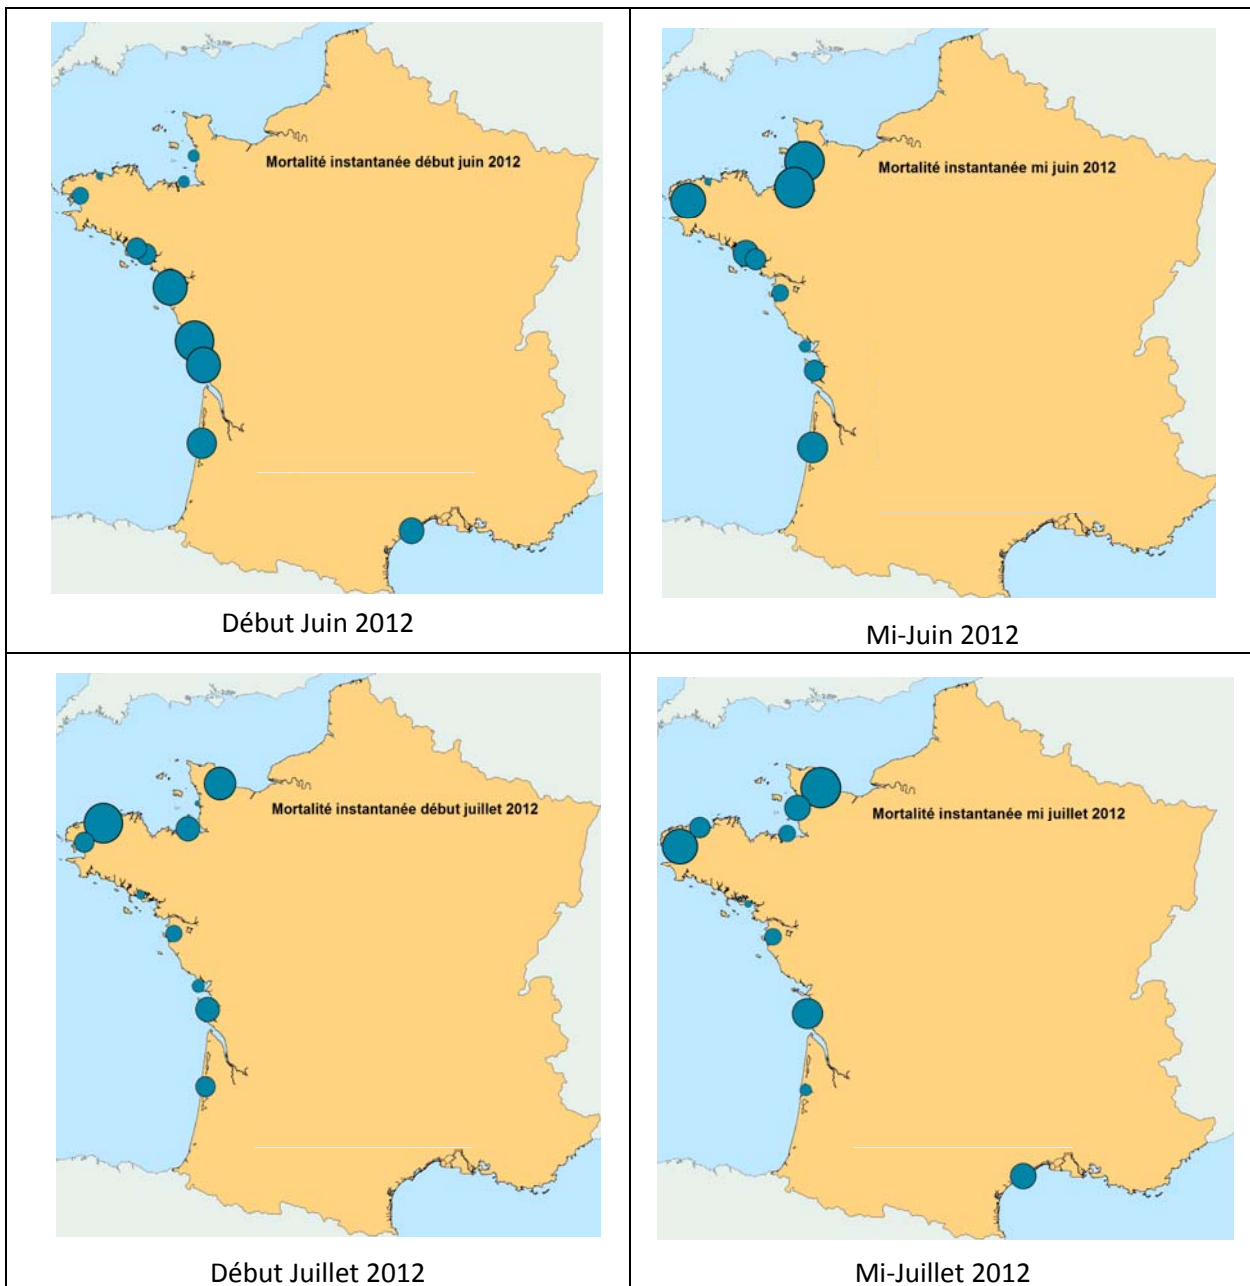 Mortalité instantanée début juin 2012
Début Juin 2012
Mortalité instantanée mi juin 2012
Mi-Juin 2012
Mortalité instantanée début juillet 2012
Début Juillet 2012
Mortalité instantanée mi juillet 2012
Mi-Juillet 2012